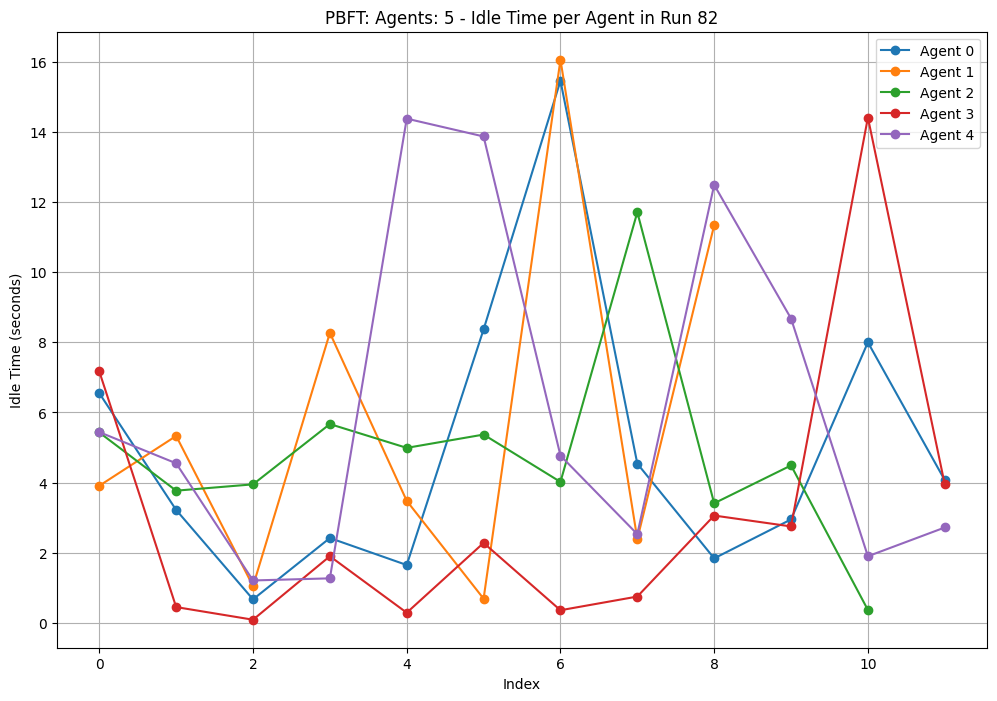 PBFT: Agents: 5 - Idle Time per Agent in Run 82
Idle Time (seconds)
16
14
12
10
8
6
4
2
0
0 2 4 6 8 10
Index
Agent 0
Agent 1
Agent 2
Agent 3
Agent 4